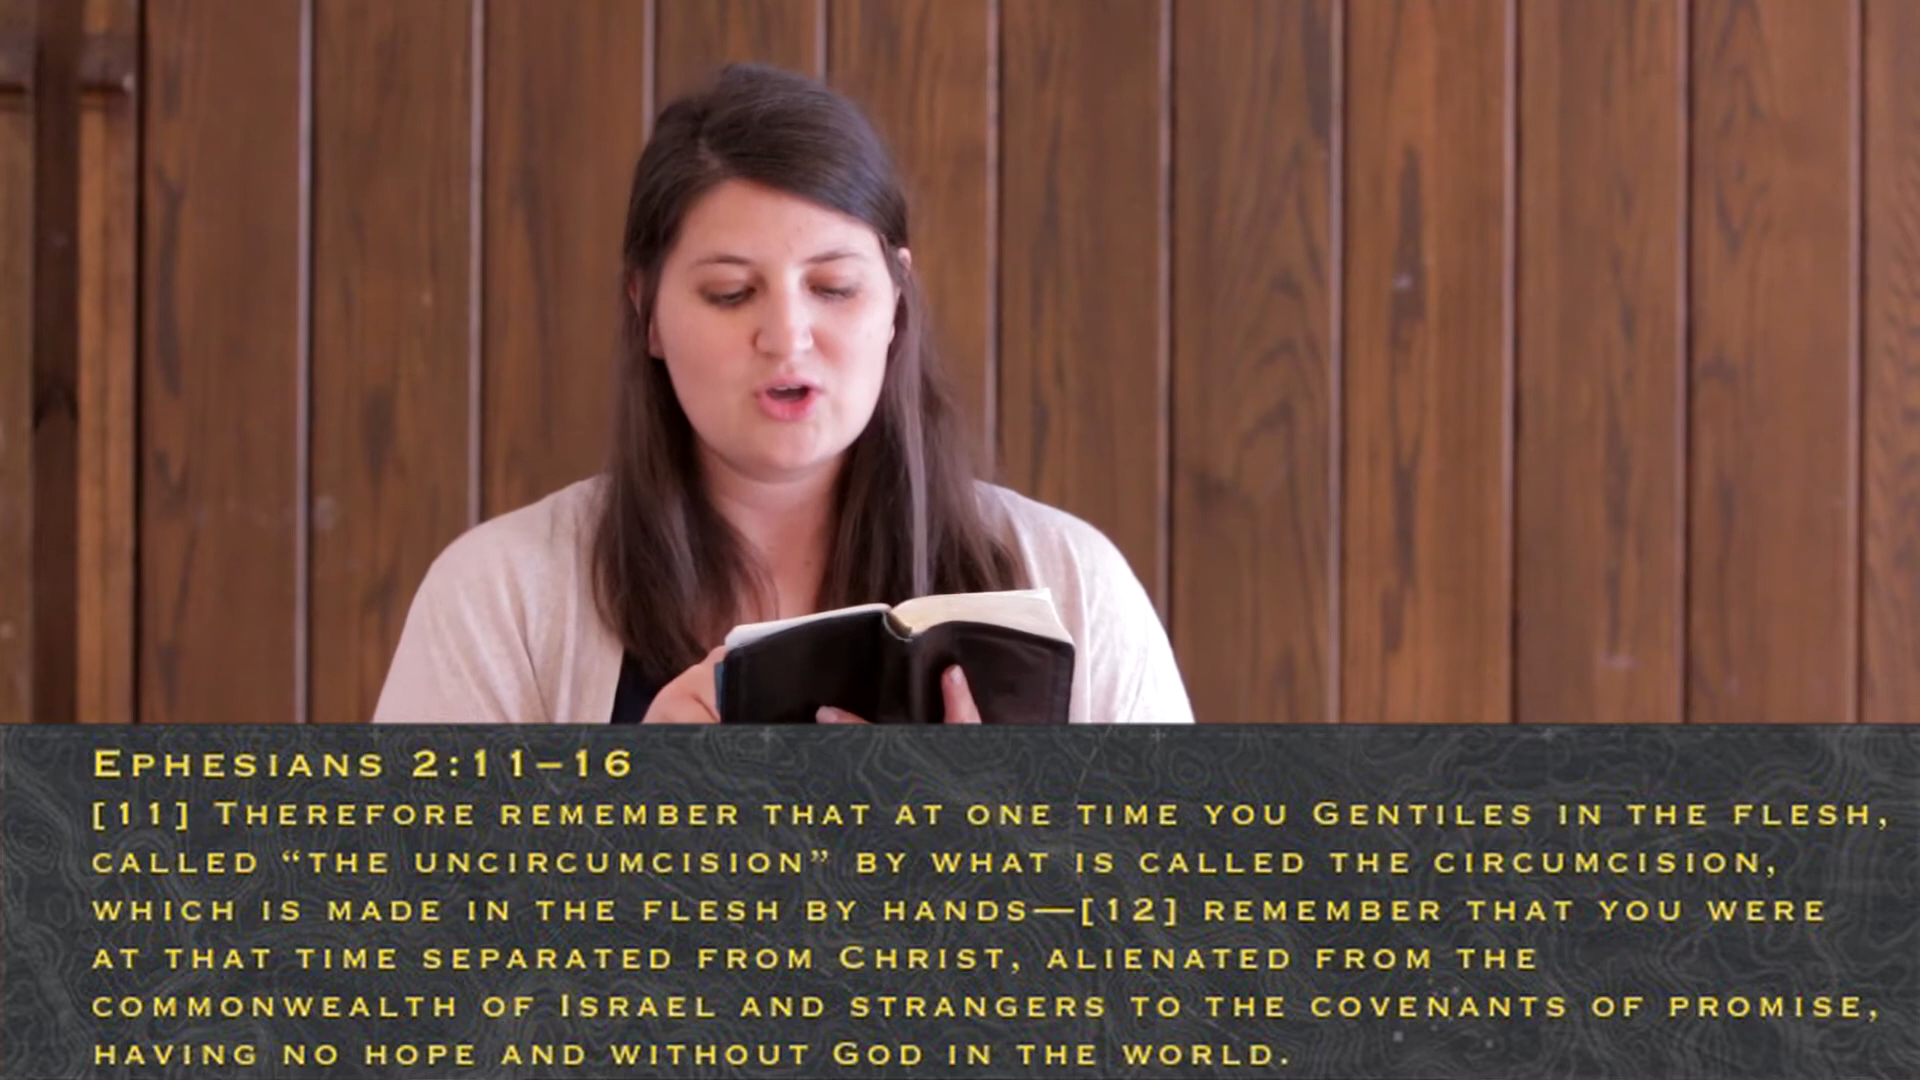 Ephesians 2:11–16
[11] Therefore remember that at one time you Gentiles in the flesh,
called “the uncircumcision” by what is called the circumcision,
which is made in the flesh by hands—[12] remember that you were
at that time separated from Christ, alienated from the
commonwealth of Israel and strangers to the covenants of promise,
having no hope and without God in the world.